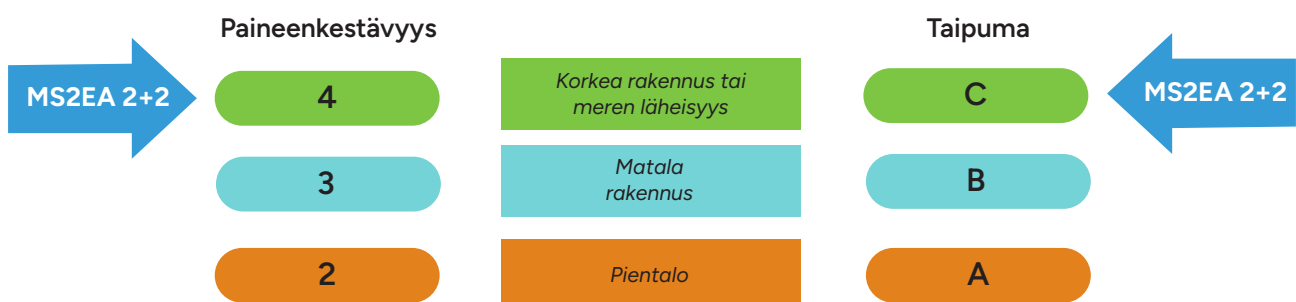 Paineenkestävyys
Taipuma
MS2EA 2+2
4
Korkea rakennus tai
meren läheisyys
C
MS2EA 2+2
3
Matala
rakennus
B
2
Pientalo
A